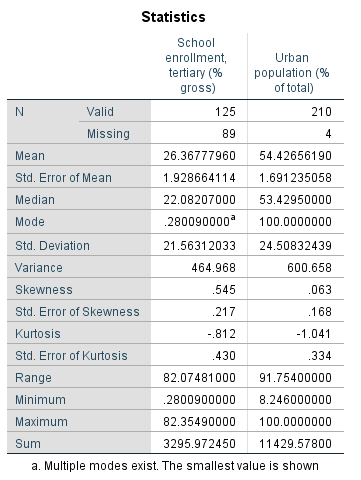 Statistics
School enrollment, tertiary (% gross) Urban population (% of total)
N Valid 125 210
Missing 89 4
Mean 26.36777960 54.42656190
Std. Error of Mean 1.928664114 1.691235058
Median 22.08207000 53.42950000
Mode .280090000a 100.0000000
Std. Deviation 21.56312033 24.50832439
Variance 464.968 600.658
Skewness .545 .063
Std. Error of Skewness .217 .168
Kurtosis -.812 -1.041
Std. Error of Kurtosis .430 .334
Range 82.07481000 91.75400000
Minimum .2800900000 8.246000000
Maximum 82.35490000 100.0000000
Sum 3295.972450 11429.57800
a. Multiple modes exist. The smallest value is shown